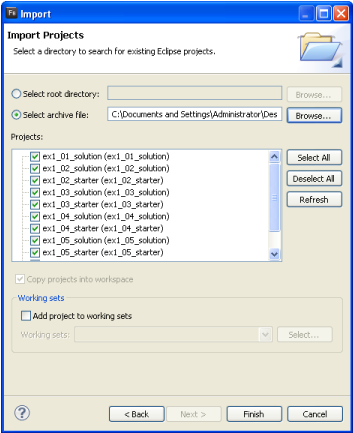 Fx Import
Import Projects
Select a directory to search for existing Eclipse projects.
Select root directory: Browse...
Select archive file: C:\Documents and Settings\Administrator\Des Browse...
Projects:
ex1_01_solution (ex1_01_solution) Select All
ex1_02_solution (ex1_02_solution)
ex1_02_starter (ex1_02_starter) Deselect All
ex1_03_solution (ex1_03_solution)
ex1_03_starter (ex1_03_starter) Refresh
ex1_04_solution (ex1_04_solution)
ex1_04_starter (ex1_04_starter)
ex1_05_solution (ex1_05_solution)
Copy projects into workspace
Working sets
Add project to working sets
Working sets: Select...
? < Back Next > Finish Cancel